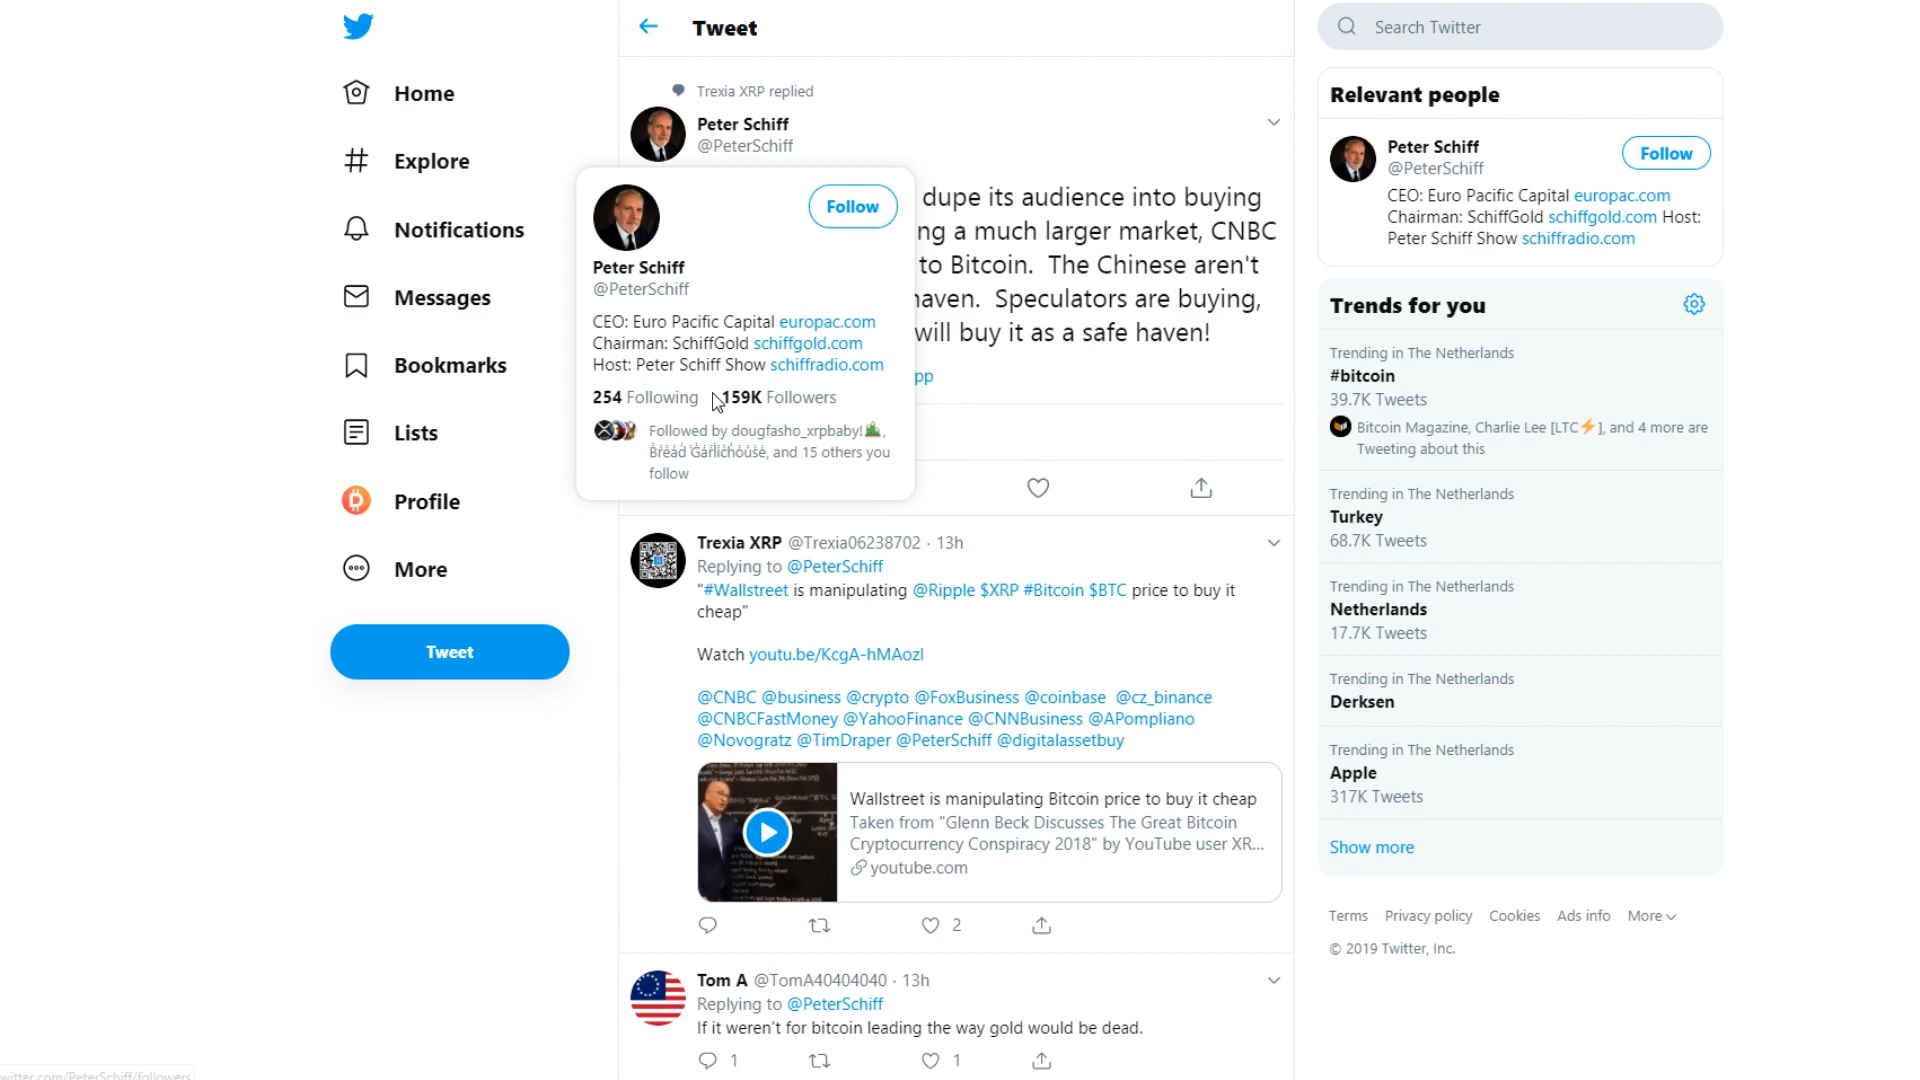 Home
Explore
Notifications
Messages
Bookmarks
Lists
Profile
More
Tweet
Tweet
Trexia XRP replied
Peter Schiff
@PeterSchiff
dupe its audience into buying
ng a much larger market, CNBC
to Bitcoin. The Chinese aren't
haven. Speculators are buying,
will buy it as a safe haven!
pp
Follow
Peter Schiff
@PeterSchiff
CEO: Euro Pacific Capital europac.com
Chairman: SchiffGold schiffgold.com
Host: Peter Schiff Show schiffradio.com
254 Following 159K Followers
Followed by dougfasho_xrpbaby!
and 15 others you
follow
Trexia XRP @Trexia06238702 · 13h
Replying to @PeterSchiff
"#Wallstreet is manipulating @Ripple $XRP #Bitcoin $BTC price to buy it
cheap"
Watch youtu.be/KcgA-hMAozI
@CNBC @business @crypto @FoxBusiness @coinbase @cz_binance
@CNBCFastMoney @YahooFinance @CNNBusiness @APompliano
@Novogratz @TimDraper @PeterSchiff @digitalassetbuy
Wallstreet is manipulating Bitcoin price to buy it cheap
Taken from "Glenn Beck Discusses The Great Bitcoin
Cryptocurrency Conspiracy 2018" by YouTube user XR...
youtube.com
2
Tom A @TomA40404040 · 13h
Replying to @PeterSchiff
If it weren't for bitcoin leading the way gold would be dead.
1 1
Search Twitter
Relevant people
Peter Schiff
@PeterSchiff
Follow
CEO: Euro Pacific Capital europac.com
Chairman: SchiffGold schiffgold.com Host:
Peter Schiff Show schiffradio.com
Trends for you
Trending in The Netherlands
#bitcoin
39.7K Tweets
Bitcoin Magazine, Charlie Lee [LTC⚡], and 4 more are
Tweeting about this
Trending in The Netherlands
Turkey
68.7K Tweets
Trending in The Netherlands
Netherlands
17.7K Tweets
Trending in The Netherlands
Derksen
Trending in The Netherlands
Apple
317K Tweets
Show more
Terms Privacy policy Cookies Ads info More
© 2019 Twitter, Inc.
twitter.com/PeterSchiff/followers